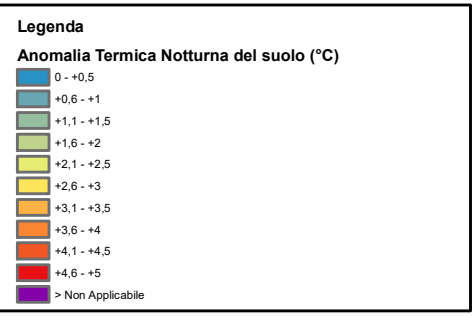 Legenda
Anomalia Termica Notturna del suolo (°C)
0 - +0,5
+0,6 - +1
+1,1 - +1,5
+1,6 - +2
+2,1 - +2,5
+2,6 - +3
+3,1 - +3,5
+3,6 - +4
+4,1 - +4,5
+4,6 - +5
> Non Applicabile